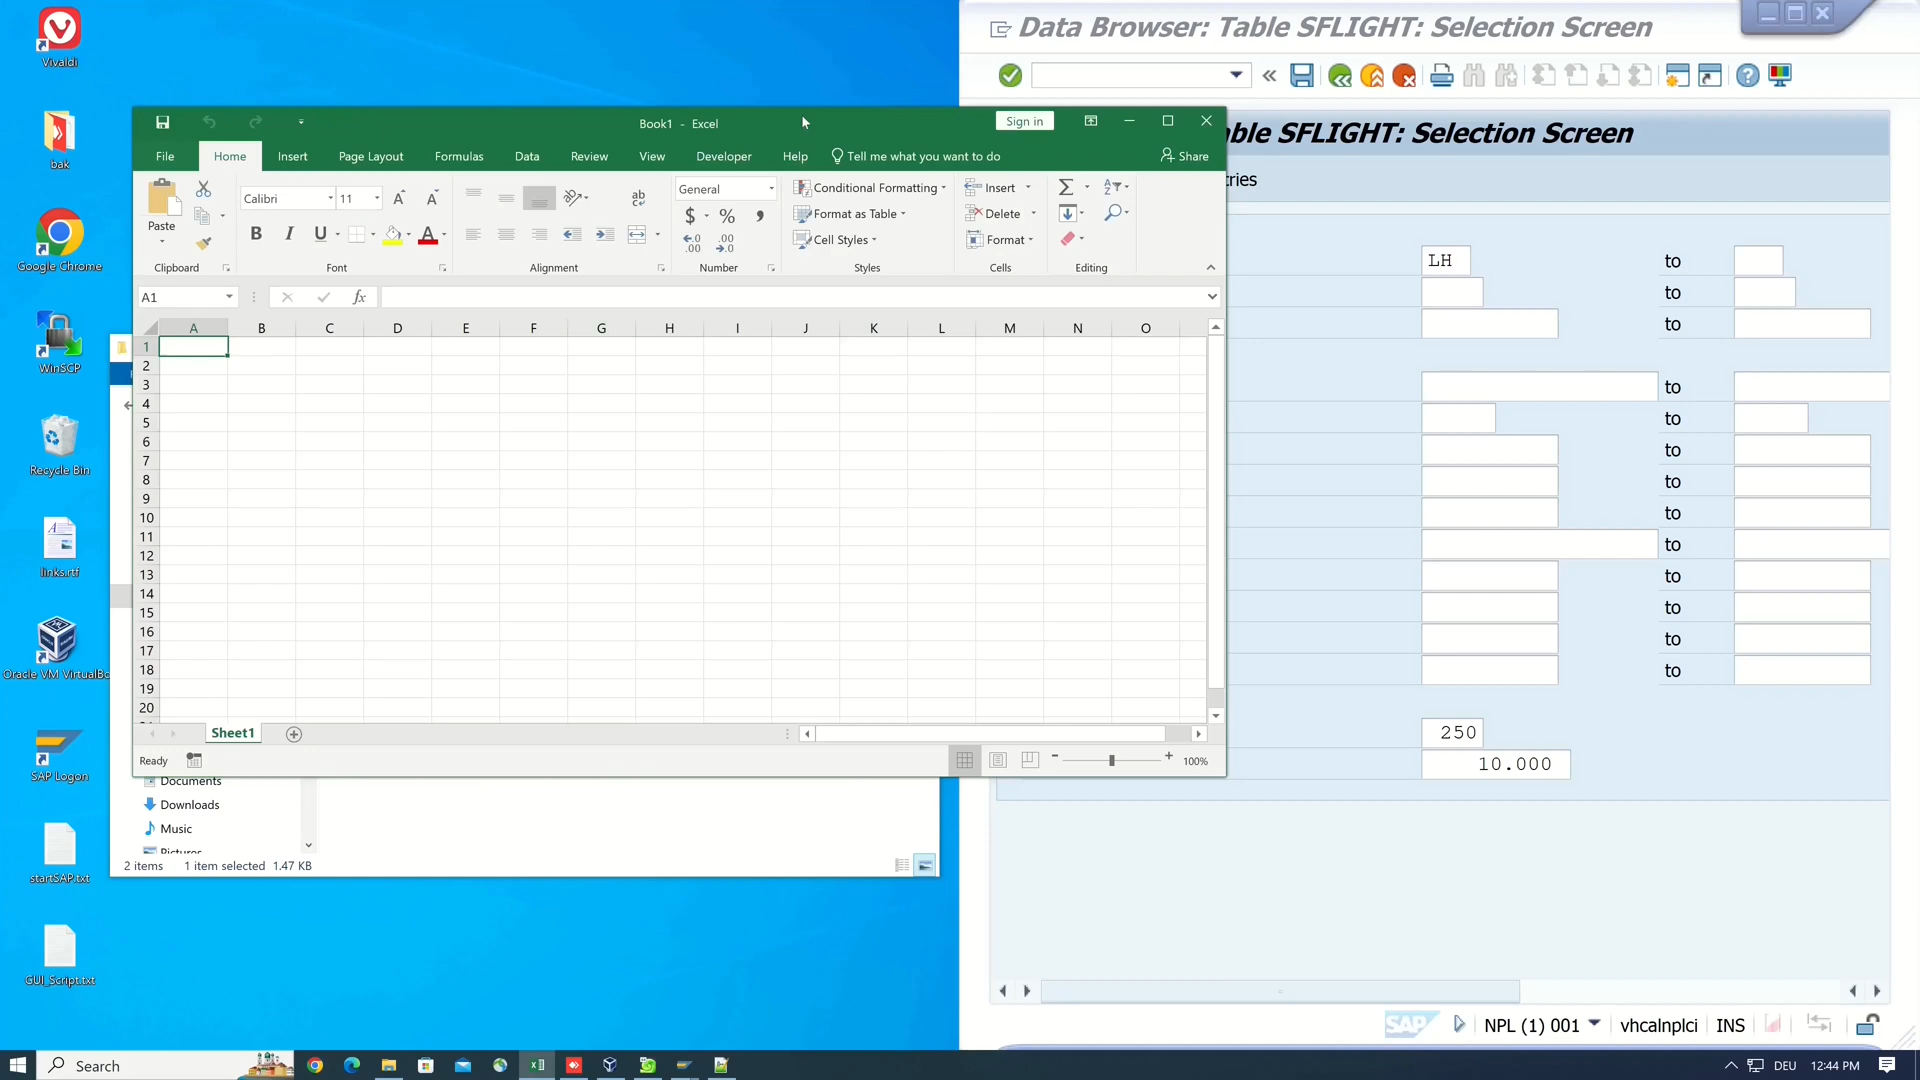 Vivaldi
bak
Google Chrome
WinSCP
Recycle Bin
links.rtf
Oracle VM VirtualBo
SAP Logon
startSAP.txt
GUI_Script.txt
Book1 - Excel
Sign in
File Home Insert Page Layout Formulas Data Review View Developer Help Tell me what you want to do Share
Paste
Calibri 11
B I U A
ab
General
$ % ,
Conditional Formatting
Format as Table
Cell Styles
Insert
Delete
Format
Clipboard Font Alignment Number Styles Cells Editing
A1 fx
A B C D E F G H I J K L M N O
1
2
3
4
5
6
7
8
9
10
11
12
13
14
15
16
17
18
19
20
Sheet1
Ready
100%
Documents
Downloads
Music
2 items 1 item selected 1.47 KB
Data Browser: Table SFLIGHT: Selection Screen
ble SFLIGHT: Selection Screen
tries
LH to
to
to
to
to
to
to
to
to
to
to
to
to
250
10.000
SAP NPL (1) 001 vhcalnplci INS
Search
DEU 12:44 PM